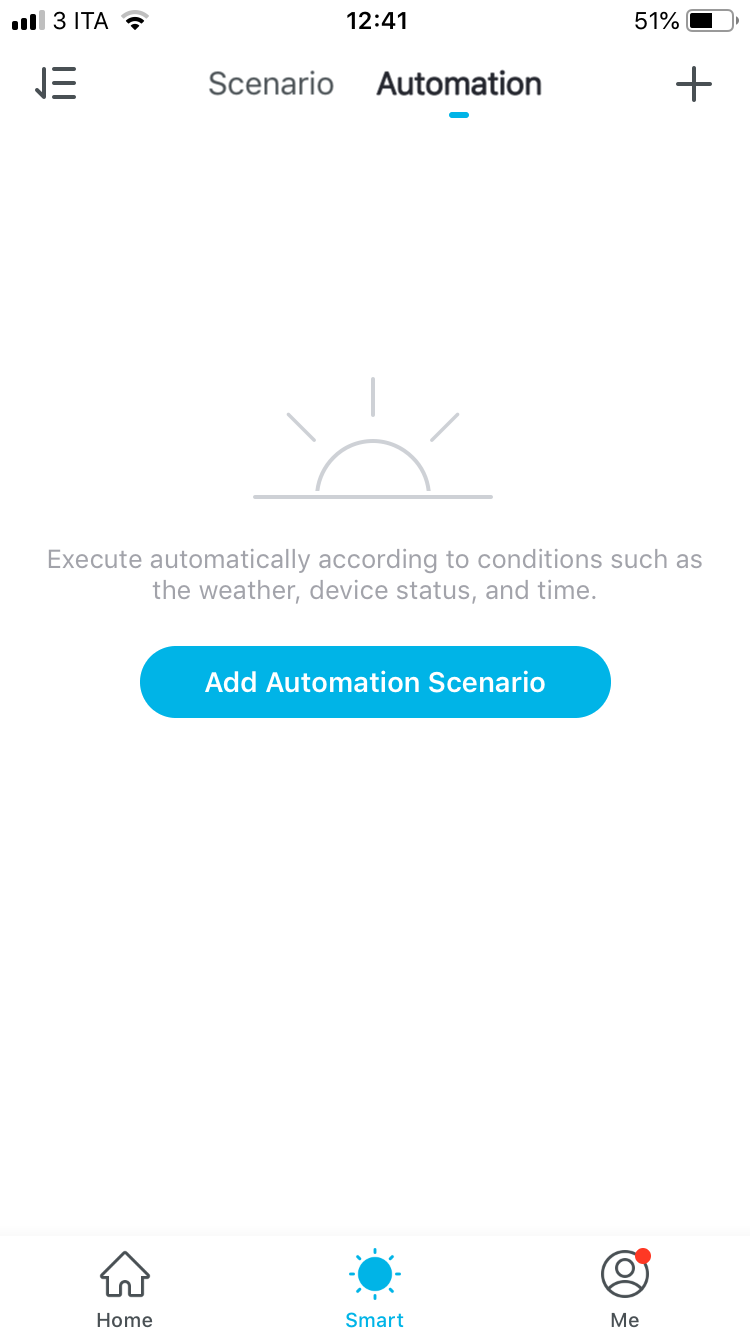 3 ITA 12:41 51%
Scenario Automation
Execute automatically according to conditions such as
the weather, device status, and time.
Add Automation Scenario
Home Smart Me